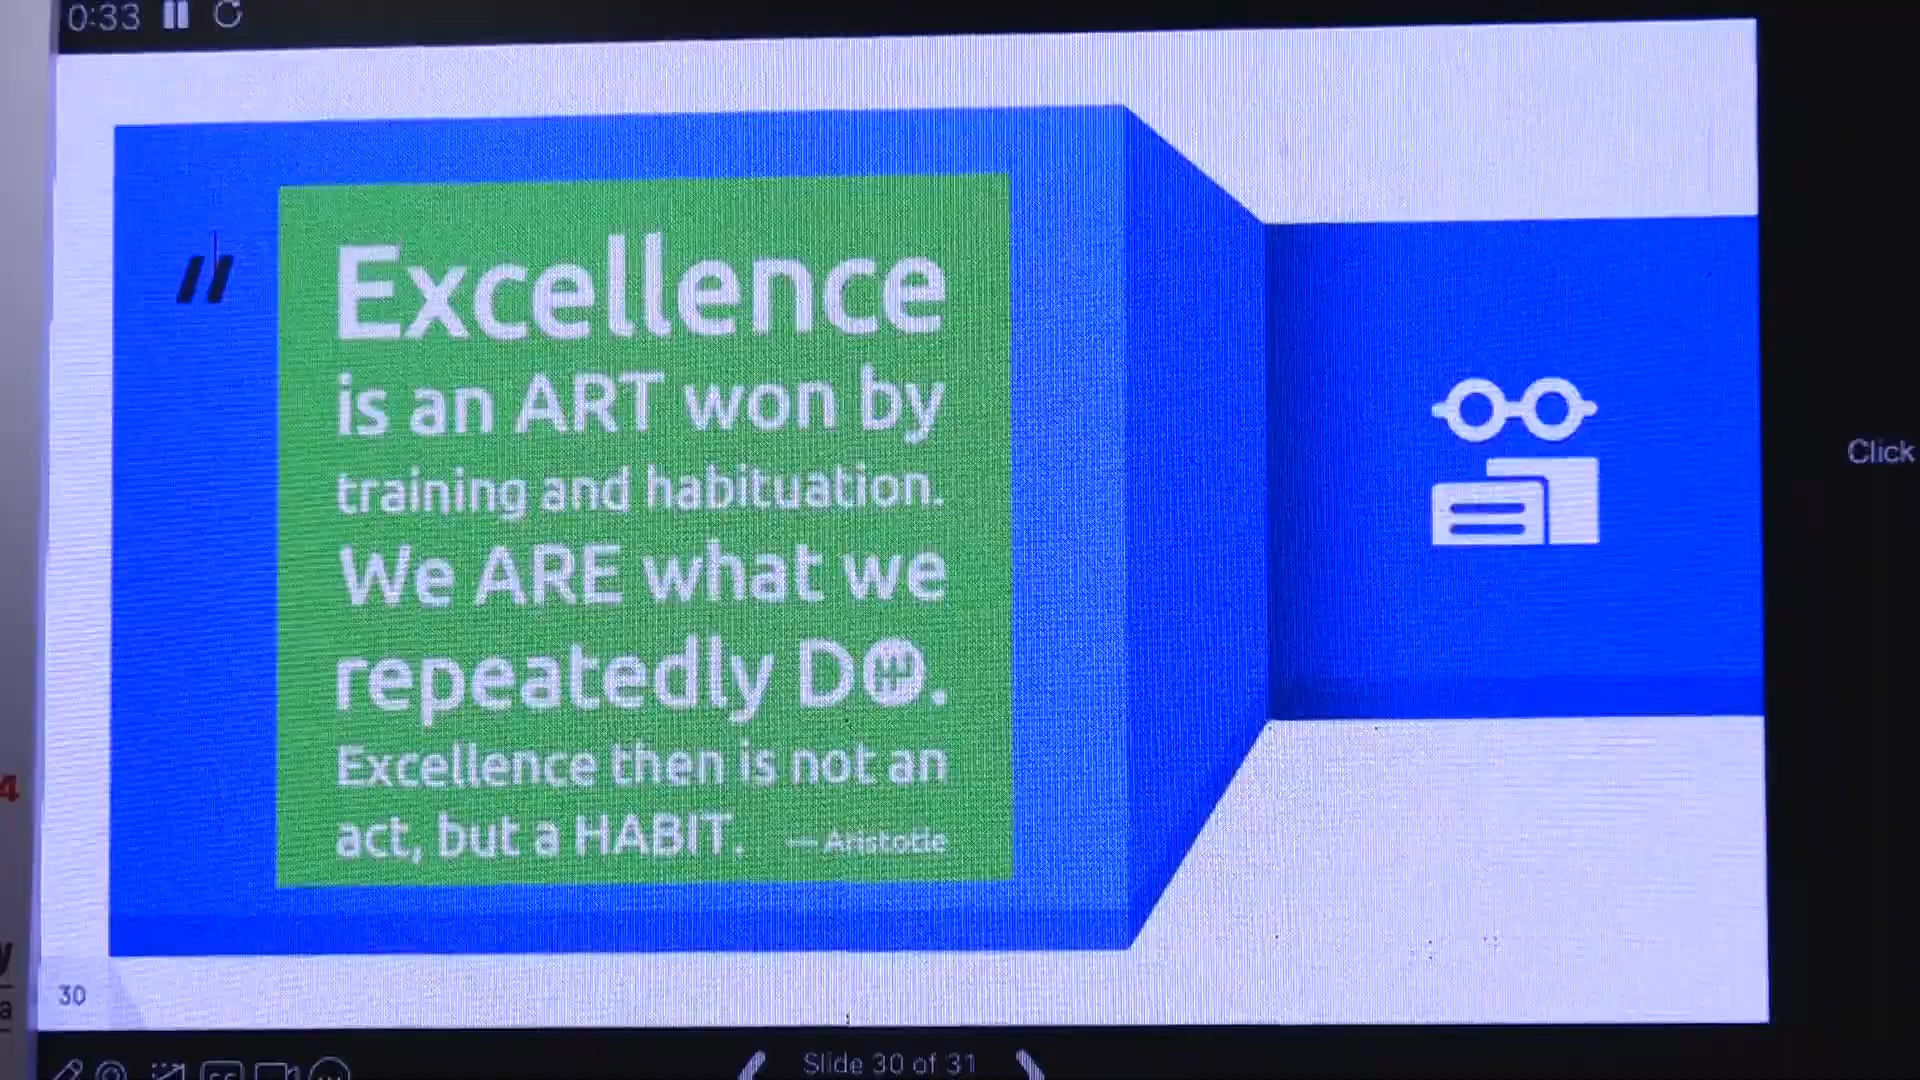 0:33
"
Excellence
is an ART won by
training and habituation.
We ARE what we
repeatedly DO.
Excellence then is not an
act, but a HABIT. — Aristotle
Click
4
y
a
30
Slide 30 of 31